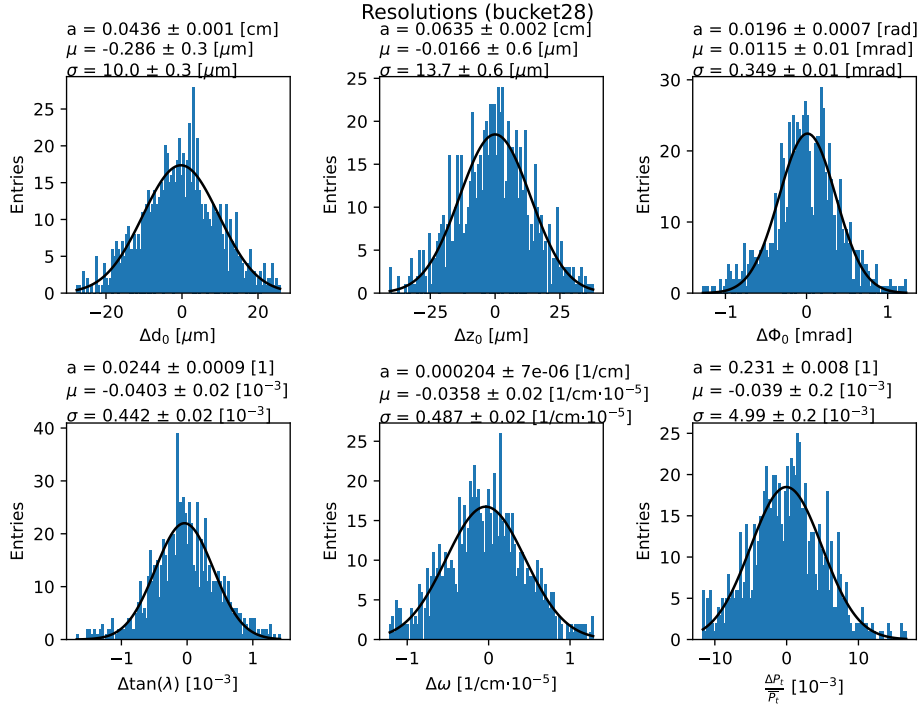 Resolutions (bucket28)
a = 0.0436 ± 0.001 [cm]
μ = -0.286 ± 0.3 [μm]
σ = 10.0 ± 0.3 [μm]
a = 0.0635 ± 0.002 [cm]
μ = -0.0166 ± 0.6 [μm]
σ = 13.7 ± 0.6 [μm]
a = 0.0196 ± 0.0007 [rad]
μ = 0.0115 ± 0.01 [mrad]
σ = 0.349 ± 0.01 [mrad]
25
20
15
10
5
0
Entries
−20 0 20
Δd₀ [μm]
25
20
15
10
5
0
Entries
−25 0 25
Δz₀ [μm]
30
20
10
0
Entries
−1 0 1
ΔΦ₀ [mrad]
a = 0.0244 ± 0.0009 [1]
μ = -0.0403 ± 0.02 [10⁻³]
σ = 0.442 ± 0.02 [10⁻³]
a = 0.000204 ± 7e-06 [1/cm]
μ = -0.0358 ± 0.02 [1/cm·10⁻⁵]
σ = 0.487 ± 0.02 [1/cm·10⁻⁵]
a = 0.231 ± 0.008 [1]
μ = -0.039 ± 0.2 [10⁻³]
σ = 4.99 ± 0.2 [10⁻³]
40
30
20
10
0
Entries
−1 0 1
Δtan(λ) [10⁻³]
25
20
15
10
5
0
Entries
−1 0 1
Δω [1/cm·10⁻⁵]
25
20
15
10
5
0
Entries
−10 0 10
ΔPₜ/Pₜ [10⁻³]